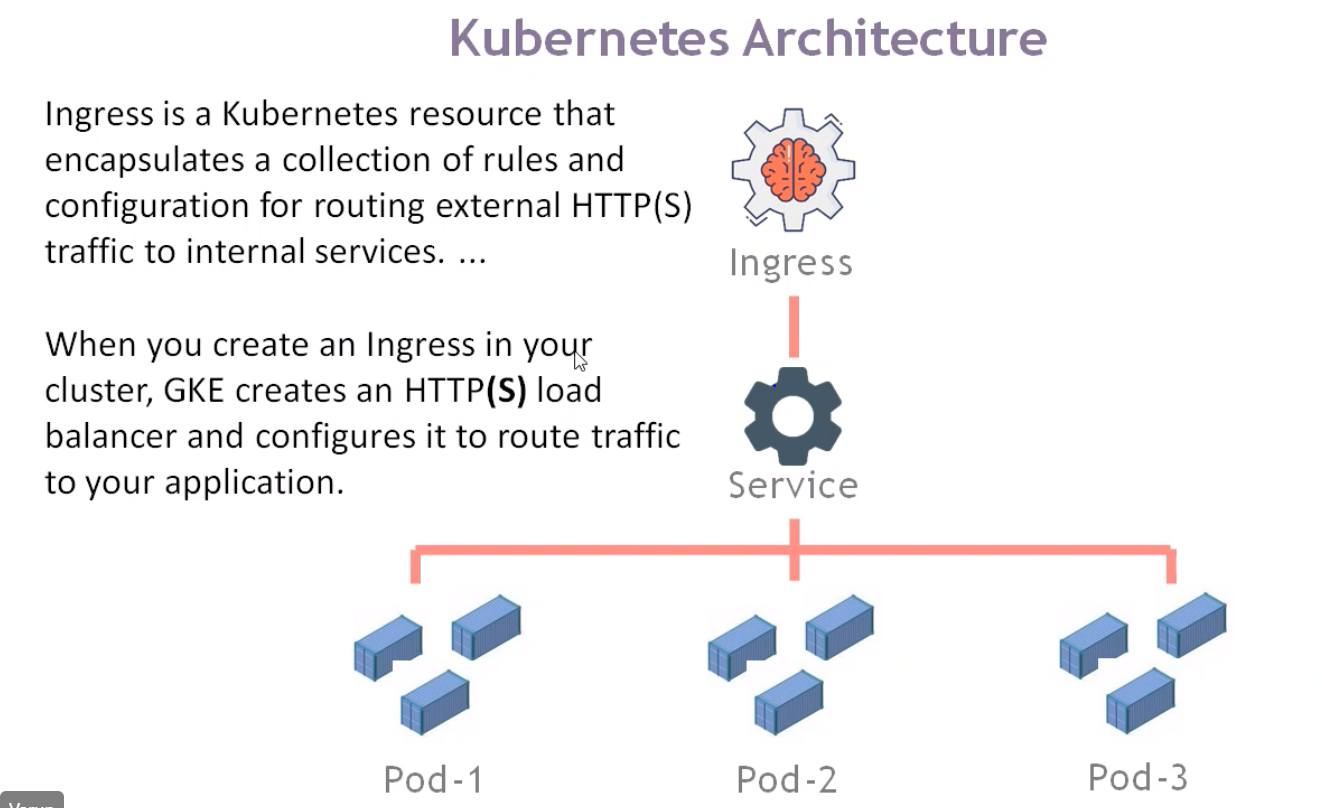 Kubernetes Architecture
Ingress is a Kubernetes resource that
encapsulates a collection of rules and
configuration for routing external HTTP(S)
traffic to internal services. ...
When you create an Ingress in your
cluster, GKE creates an HTTP(S) load
balancer and configures it to route traffic
to your application.
Ingress
Service
Pod-1
Pod-2
Pod-3